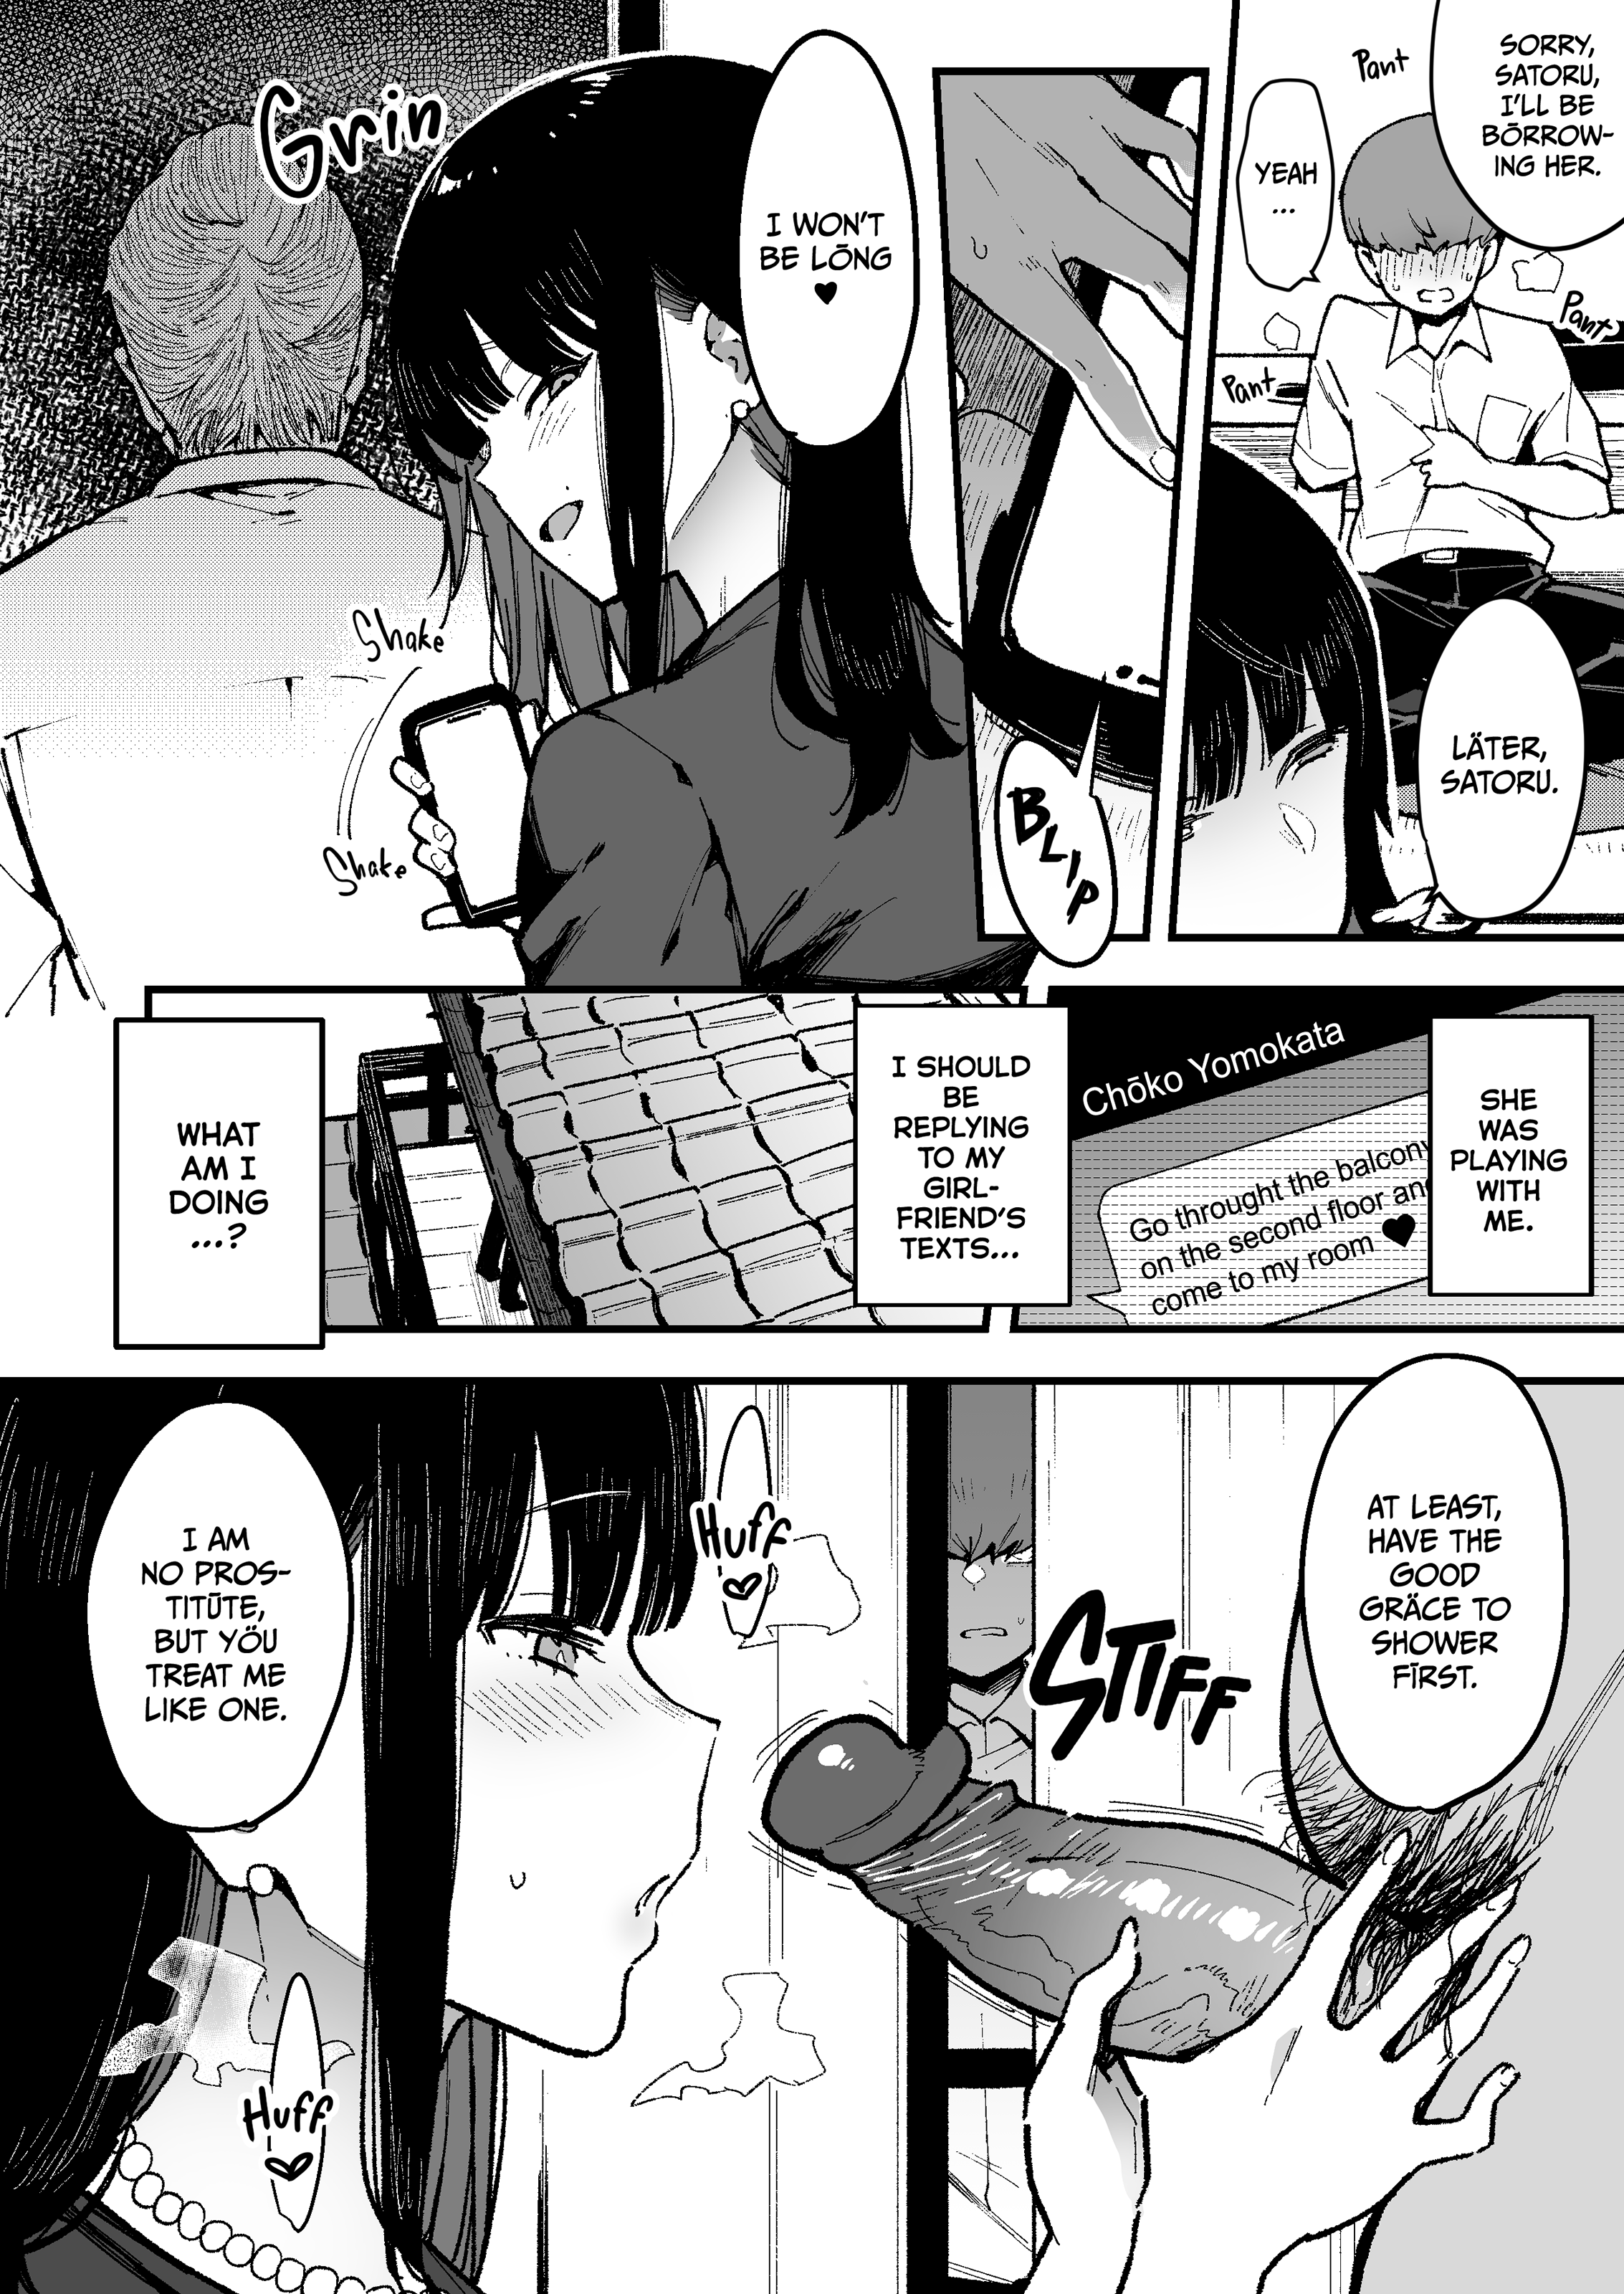 SORRY,
SATORU,
I'LL BE
BŌRROW-
ING HER.
Pant
YEAH
...
Pant
Pant
LÄTER,
SATORU.
BLIP
I WON'T
BE LŌNG
♥
Grin
Shake
Shake
SHE
WAS
PLAYING
WITH
ME.
Chōko Yomokata
Go throught the balcony
on the second floor and
come to my room ♥
I SHOULD
BE
REPLYING
TO MY
GIRL-
FRIEND'S
TEXTS...
WHAT
AM I
DOING
...?
AT LEAST,
HAVE THE
GOOD
GRÄCE TO
SHOWER
FĪRST.
STIFF
Huff
♡
I AM
NO PROS-
TITŪTE,
BUT YÖU
TREAT ME
LIKE ONE.
Huff
♡